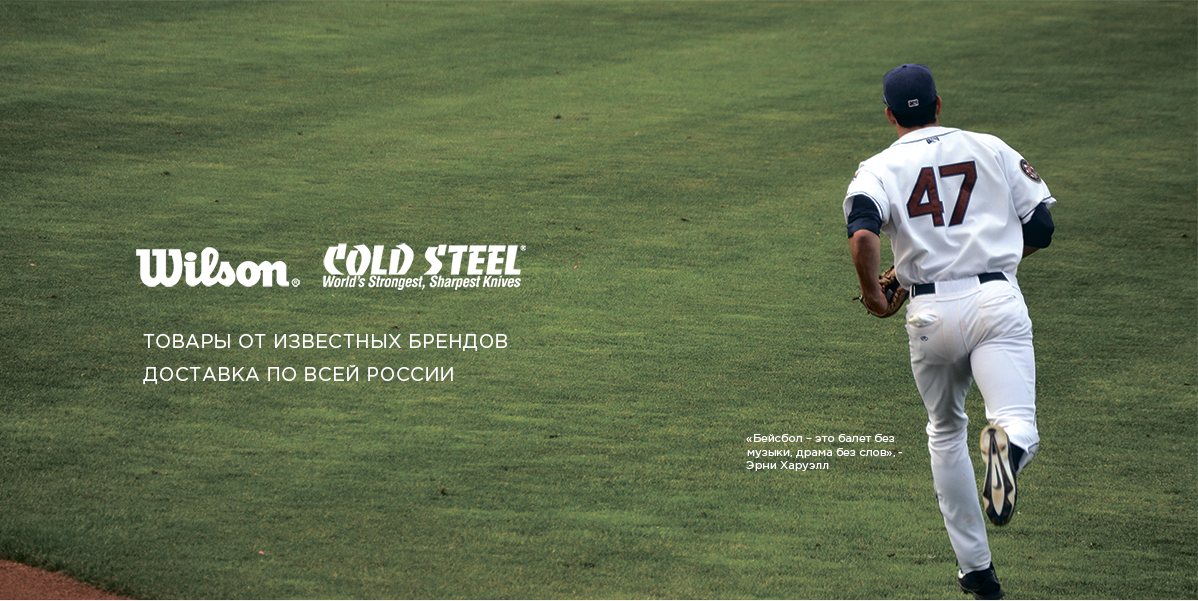 Wilson®
COLD STEEL®
World's Strongest, Sharpest Knives
ТОВАРЫ ОТ ИЗВЕСТНЫХ БРЕНДОВ
ДОСТАВКА ПО ВСЕЙ РОССИИ
47
«Бейсбол – это балет без
музыки, драма без слов», -
Эрни Харуэлл